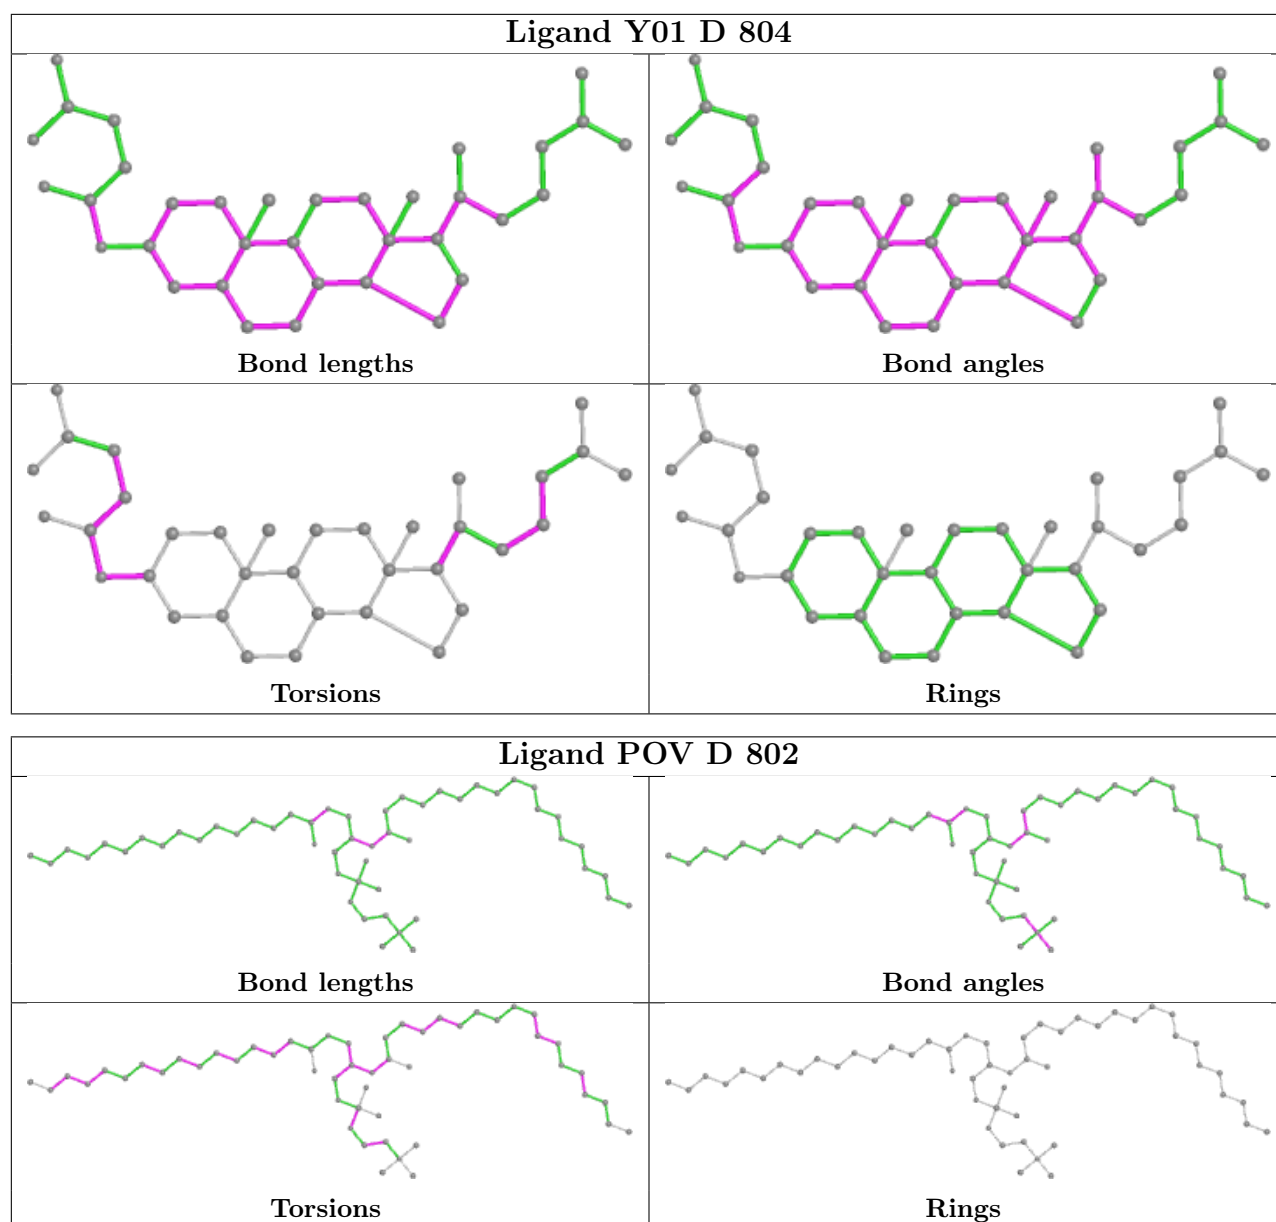 Ligand Y01 D 804
Bond lengths
Bond angles
Torsions
Rings
Ligand POV D 802
Bond lengths
Bond angles
Torsions
Rings